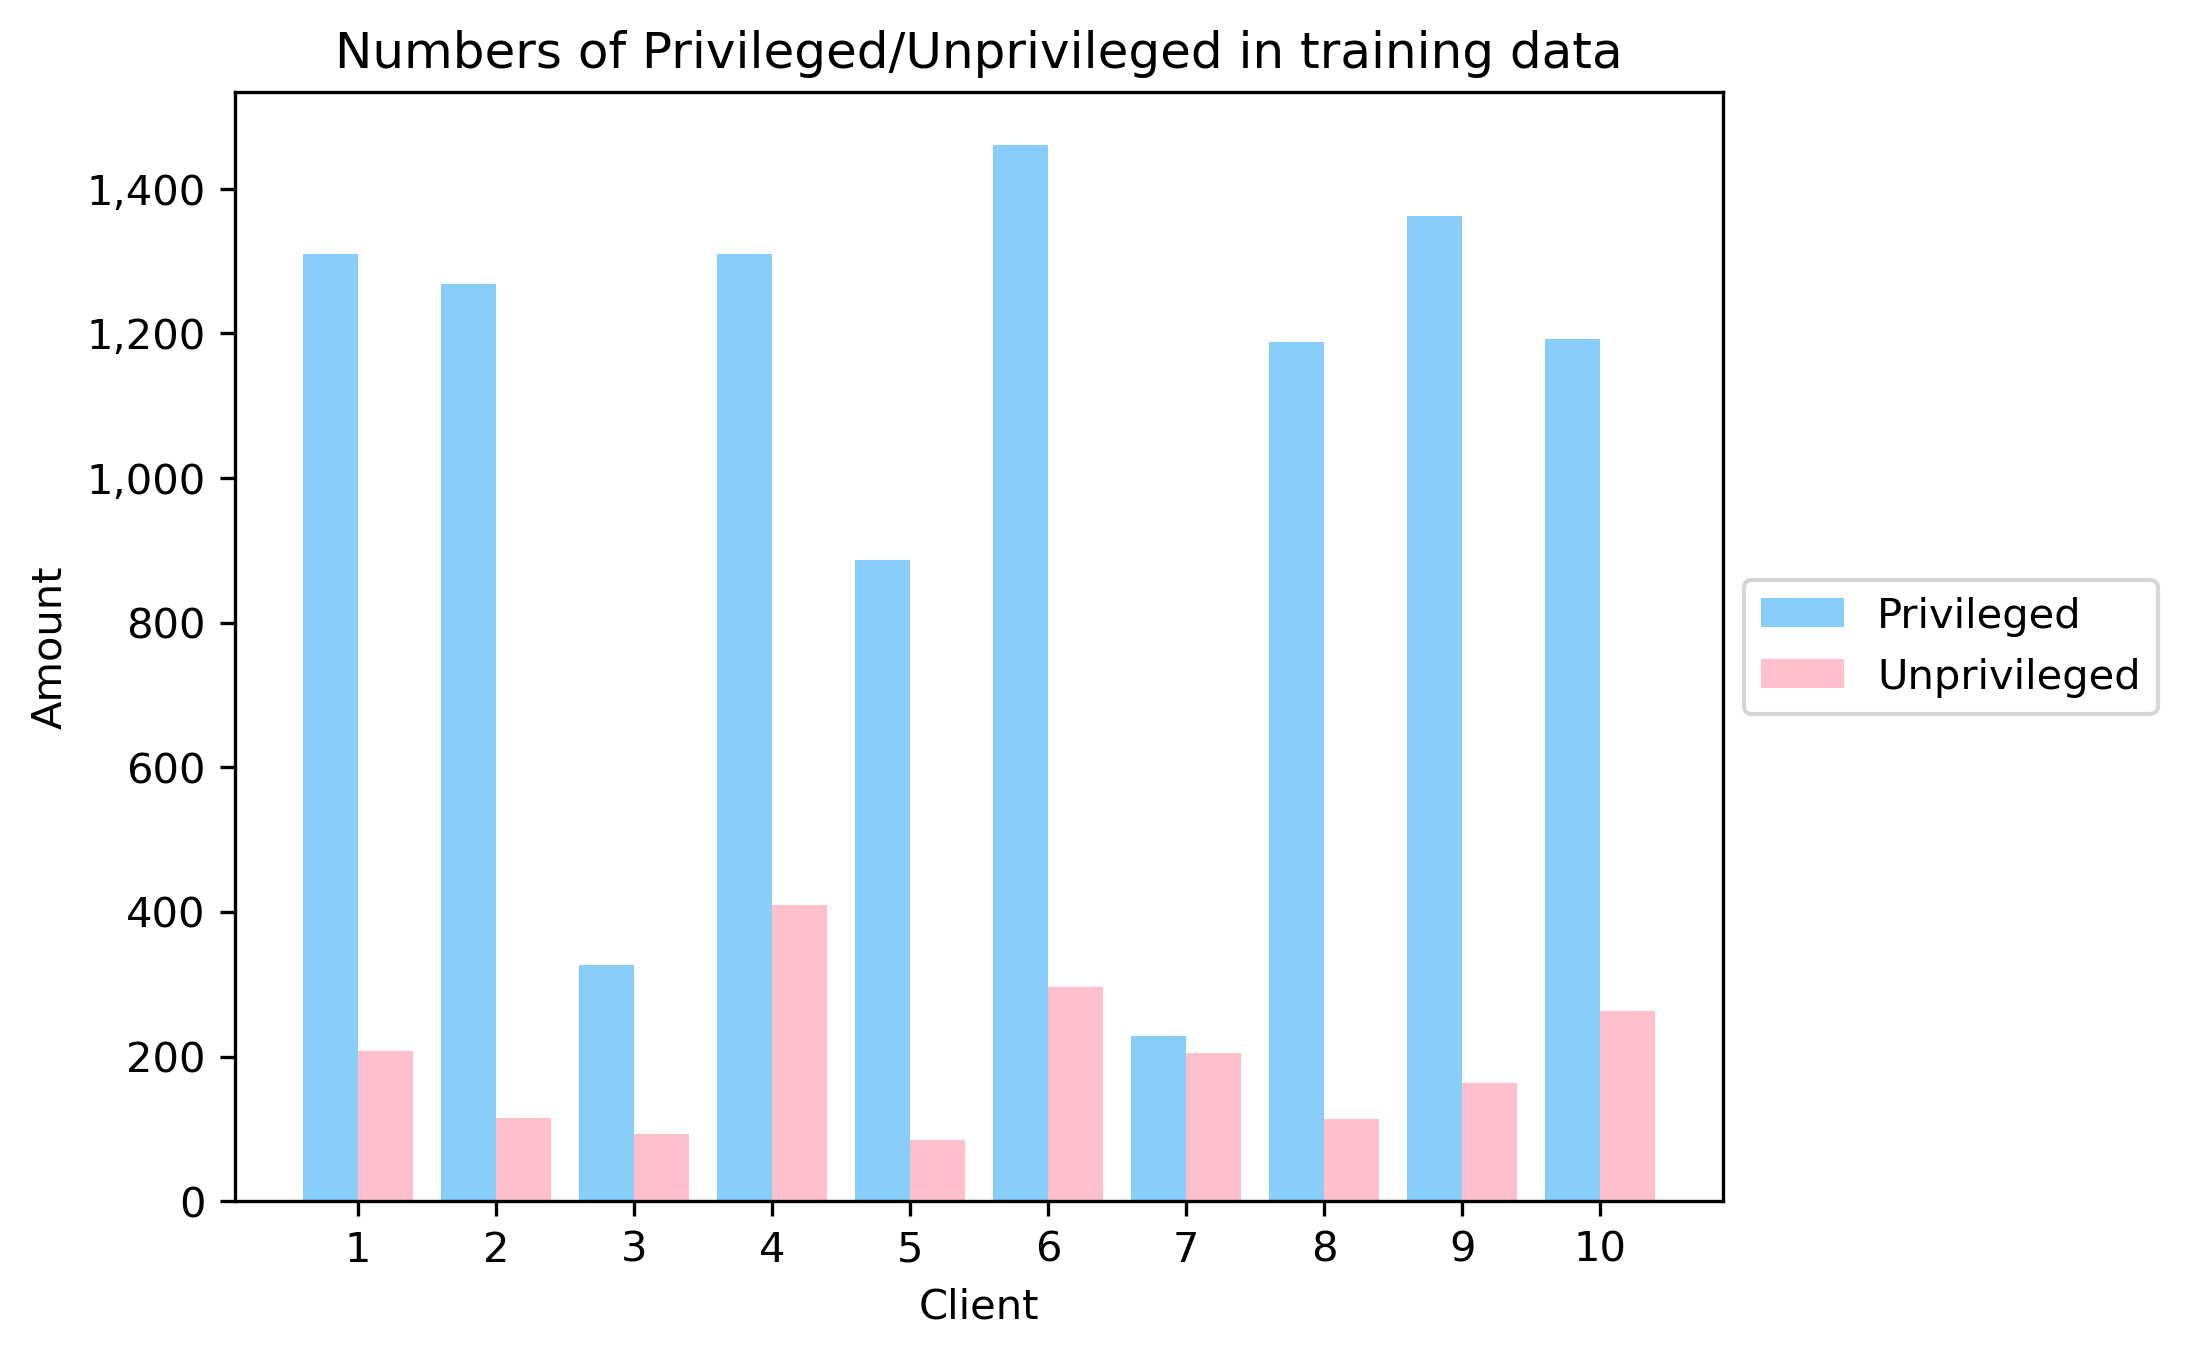 Numbers of Privileged/Unprivileged in training data
1,400
1,200
1,000
800
600
400
200
0
Amount
1 2 3 4 5 6 7 8 9 10
Client
Privileged
Unprivileged